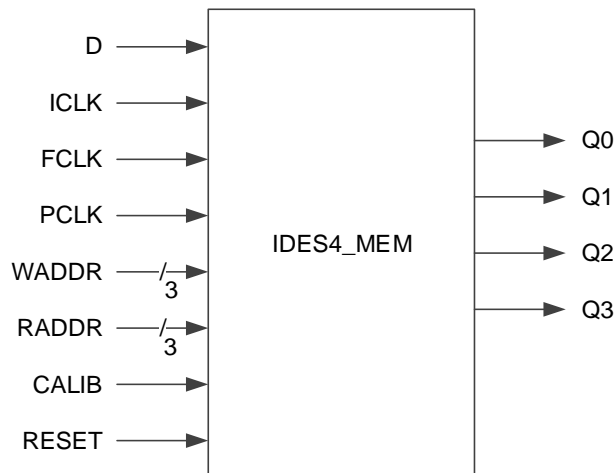 D
ICLK
FCLK
PCLK
WADDR
3
RADDR
3
CALIB
RESET
IDES4_MEM
Q0
Q1
Q2
Q3